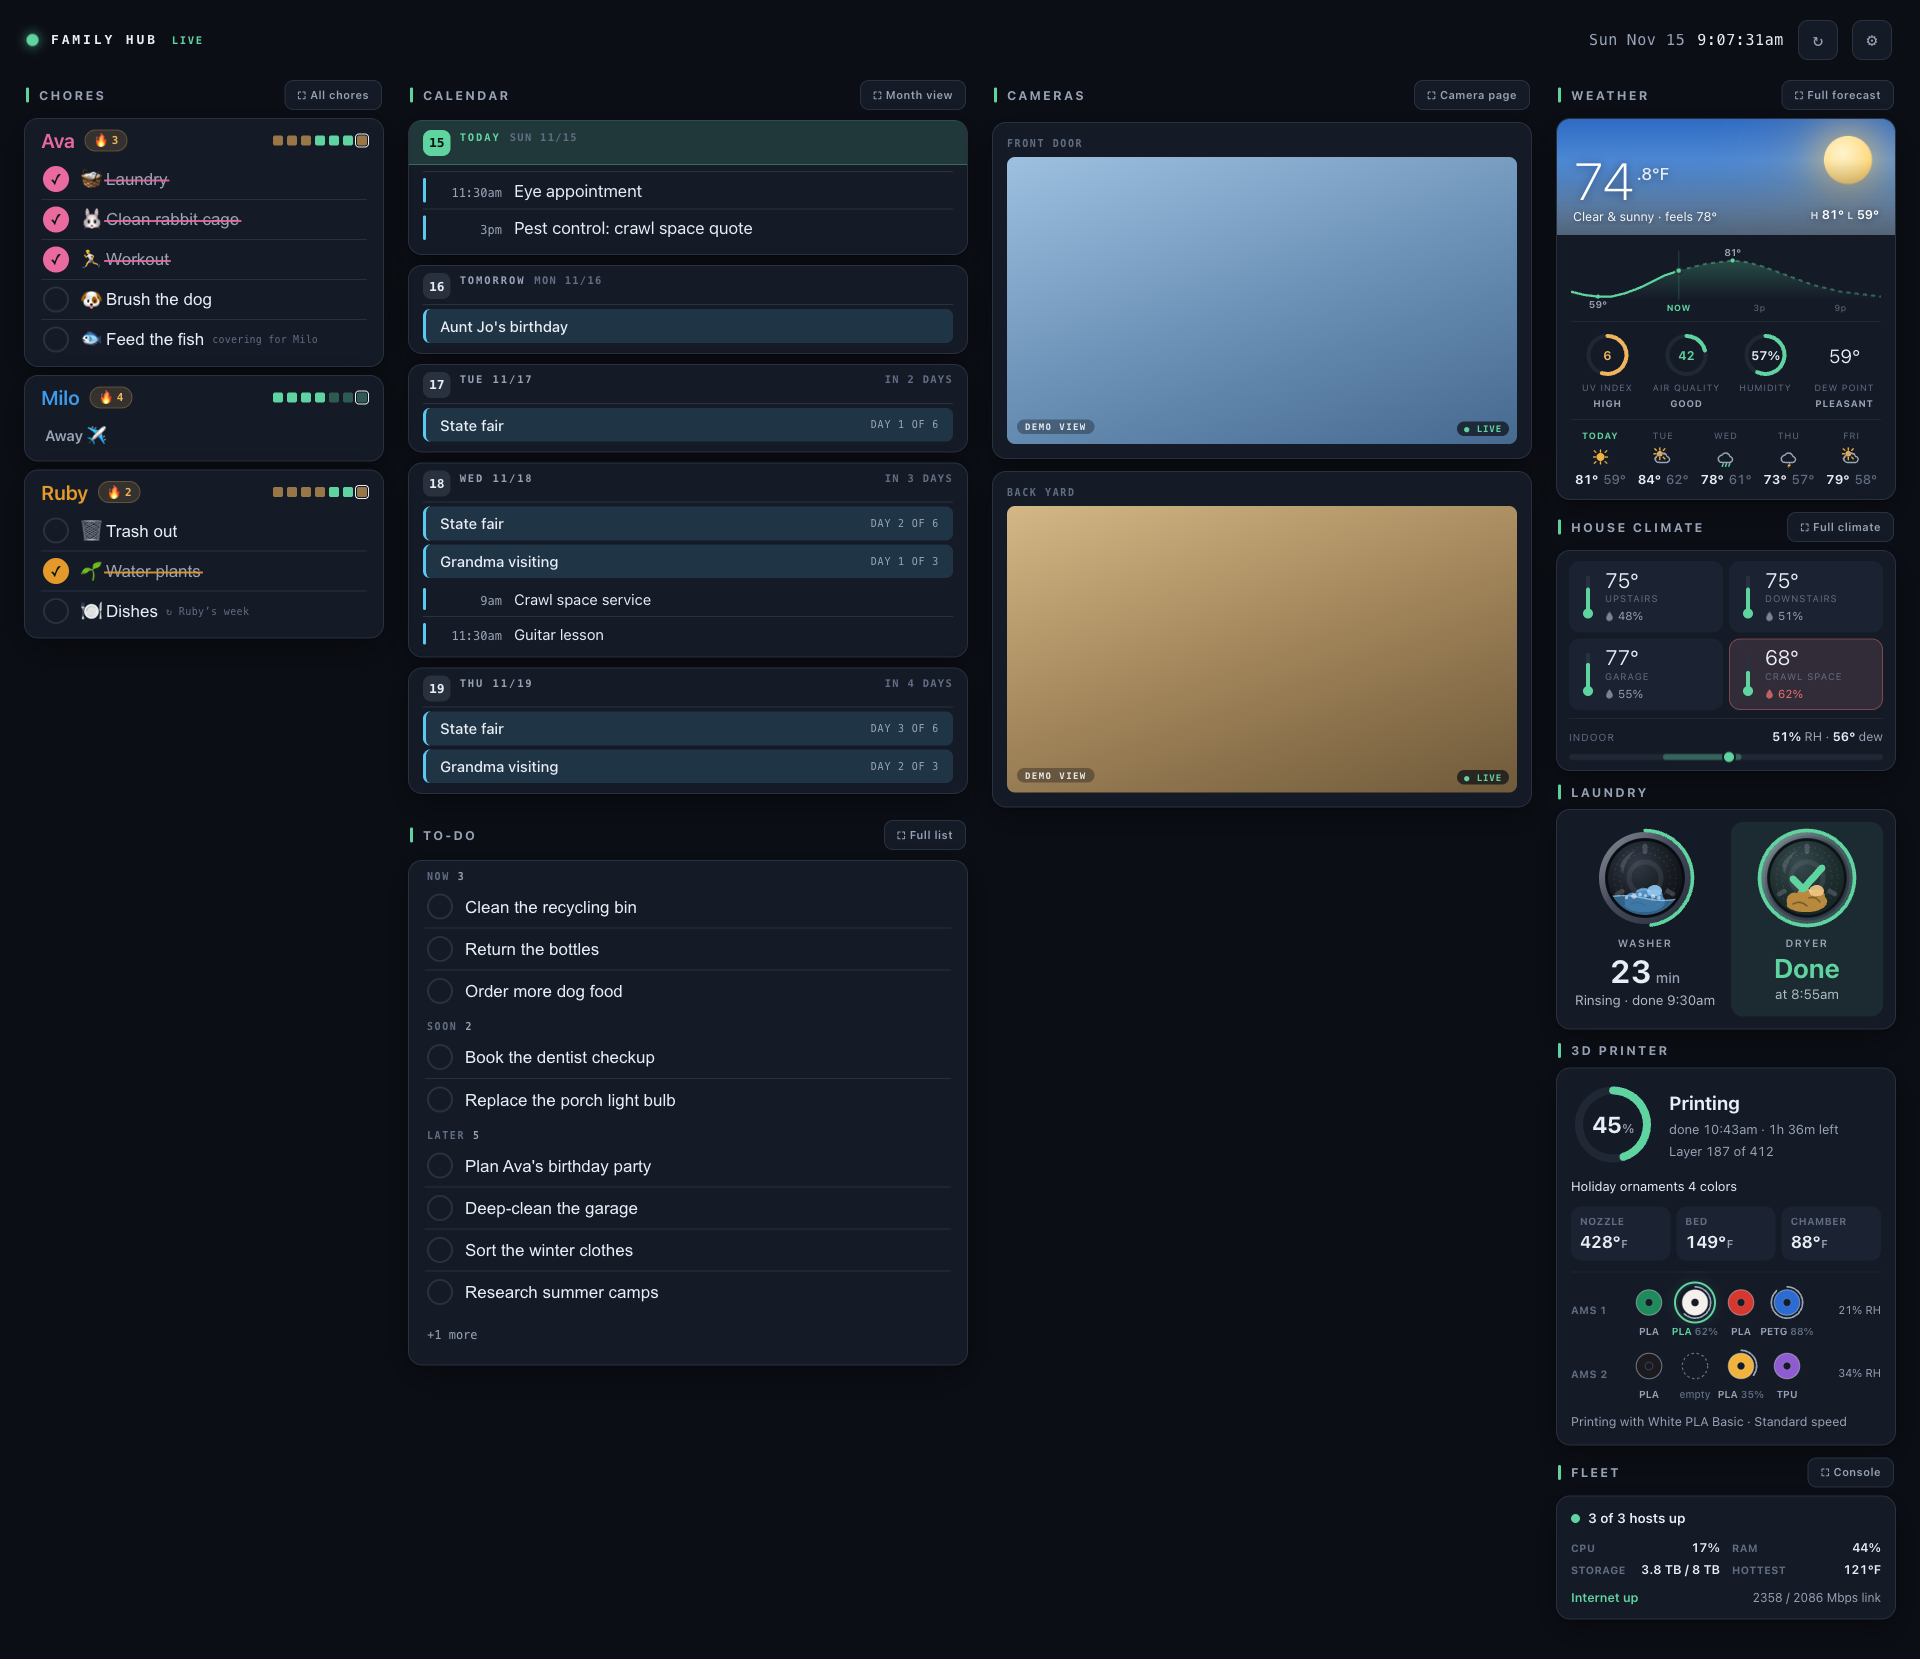 FAMILY HUB LIVE
Sun Nov 15 9:07:31am
CHORES
All chores
Ava 🔥 3
✓ Laundry
✓ Clean rabbit cage
✓ Workout
Brush the dog
Feed the fish covering for Milo
Milo 🔥 4
Away ✈️
Ruby 🔥 2
Trash out
✓ Water plants
Dishes ↻ Ruby's week
CALENDAR
Month view
15 TODAY SUN 11/15
11:30am Eye appointment
3pm Pest control: crawl space quote
16 TOMORROW MON 11/16
Aunt Jo's birthday
17 TUE 11/17 IN 2 DAYS
State fair DAY 1 OF 6
18 WED 11/18 IN 3 DAYS
State fair DAY 2 OF 6
Grandma visiting DAY 1 OF 3
9am Crawl space service
11:30am Guitar lesson
19 THU 11/19 IN 4 DAYS
State fair DAY 3 OF 6
Grandma visiting DAY 2 OF 3
TO-DO
Full list
NOW 3
Clean the recycling bin
Return the bottles
Order more dog food
SOON 2
Book the dentist checkup
Replace the porch light bulb
LATER 5
Plan Ava's birthday party
Deep-clean the garage
Sort the winter clothes
Research summer camps
+1 more
CAMERAS
Camera page
FRONT DOOR
DEMO VIEW
● LIVE
BACK YARD
DEMO VIEW
● LIVE
WEATHER
Full forecast
74.8°F
Clear & sunny · feels 78°
H 81° L 59°
81°
59°
NOW 3p 9p
6 42 57% 59°
UV INDEX AIR QUALITY HUMIDITY DEW POINT
HIGH GOOD PLEASANT
TODAY TUE WED THU FRI
81° 59° 84° 62° 78° 61° 73° 57° 79° 58°
HOUSE CLIMATE
Full climate
75°
UPSTAIRS
48%
75°
DOWNSTAIRS
51%
77°
GARAGE
55%
68°
CRAWL SPACE
62%
INDOOR 51% RH · 56° dew
LAUNDRY
WASHER
23 min
Rinsing · done 9:30am
DRYER
Done
at 8:55am
3D PRINTER
45%
Printing
done 10:43am · 1h 36m left
Layer 187 of 412
Holiday ornaments 4 colors
NOZZLE BED CHAMBER
428°F 149°F 88°F
AMS 1 21% RH
PLA PLA 62% PLA PETG 88%
AMS 2 34% RH
PLA empty PLA 35% TPU
Printing with White PLA Basic · Standard speed
FLEET
Console
3 of 3 hosts up
CPU 17% RAM 44%
STORAGE 3.8 TB / 8 TB HOTTEST 121°F
Internet up 2358 / 2086 Mbps link